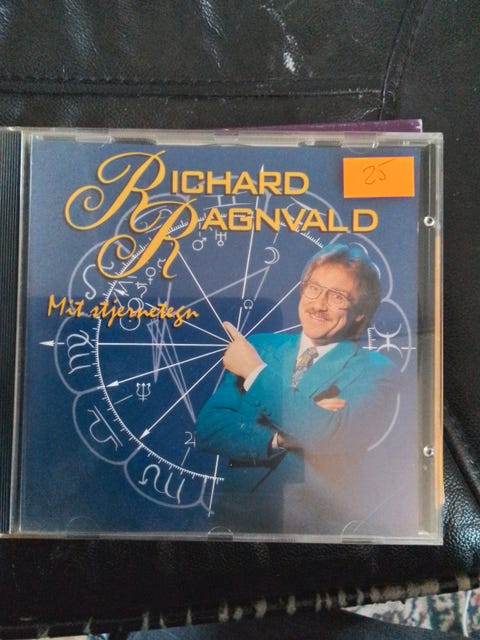 RICHARD
RAGNVALD
25
Mit stjernetegn